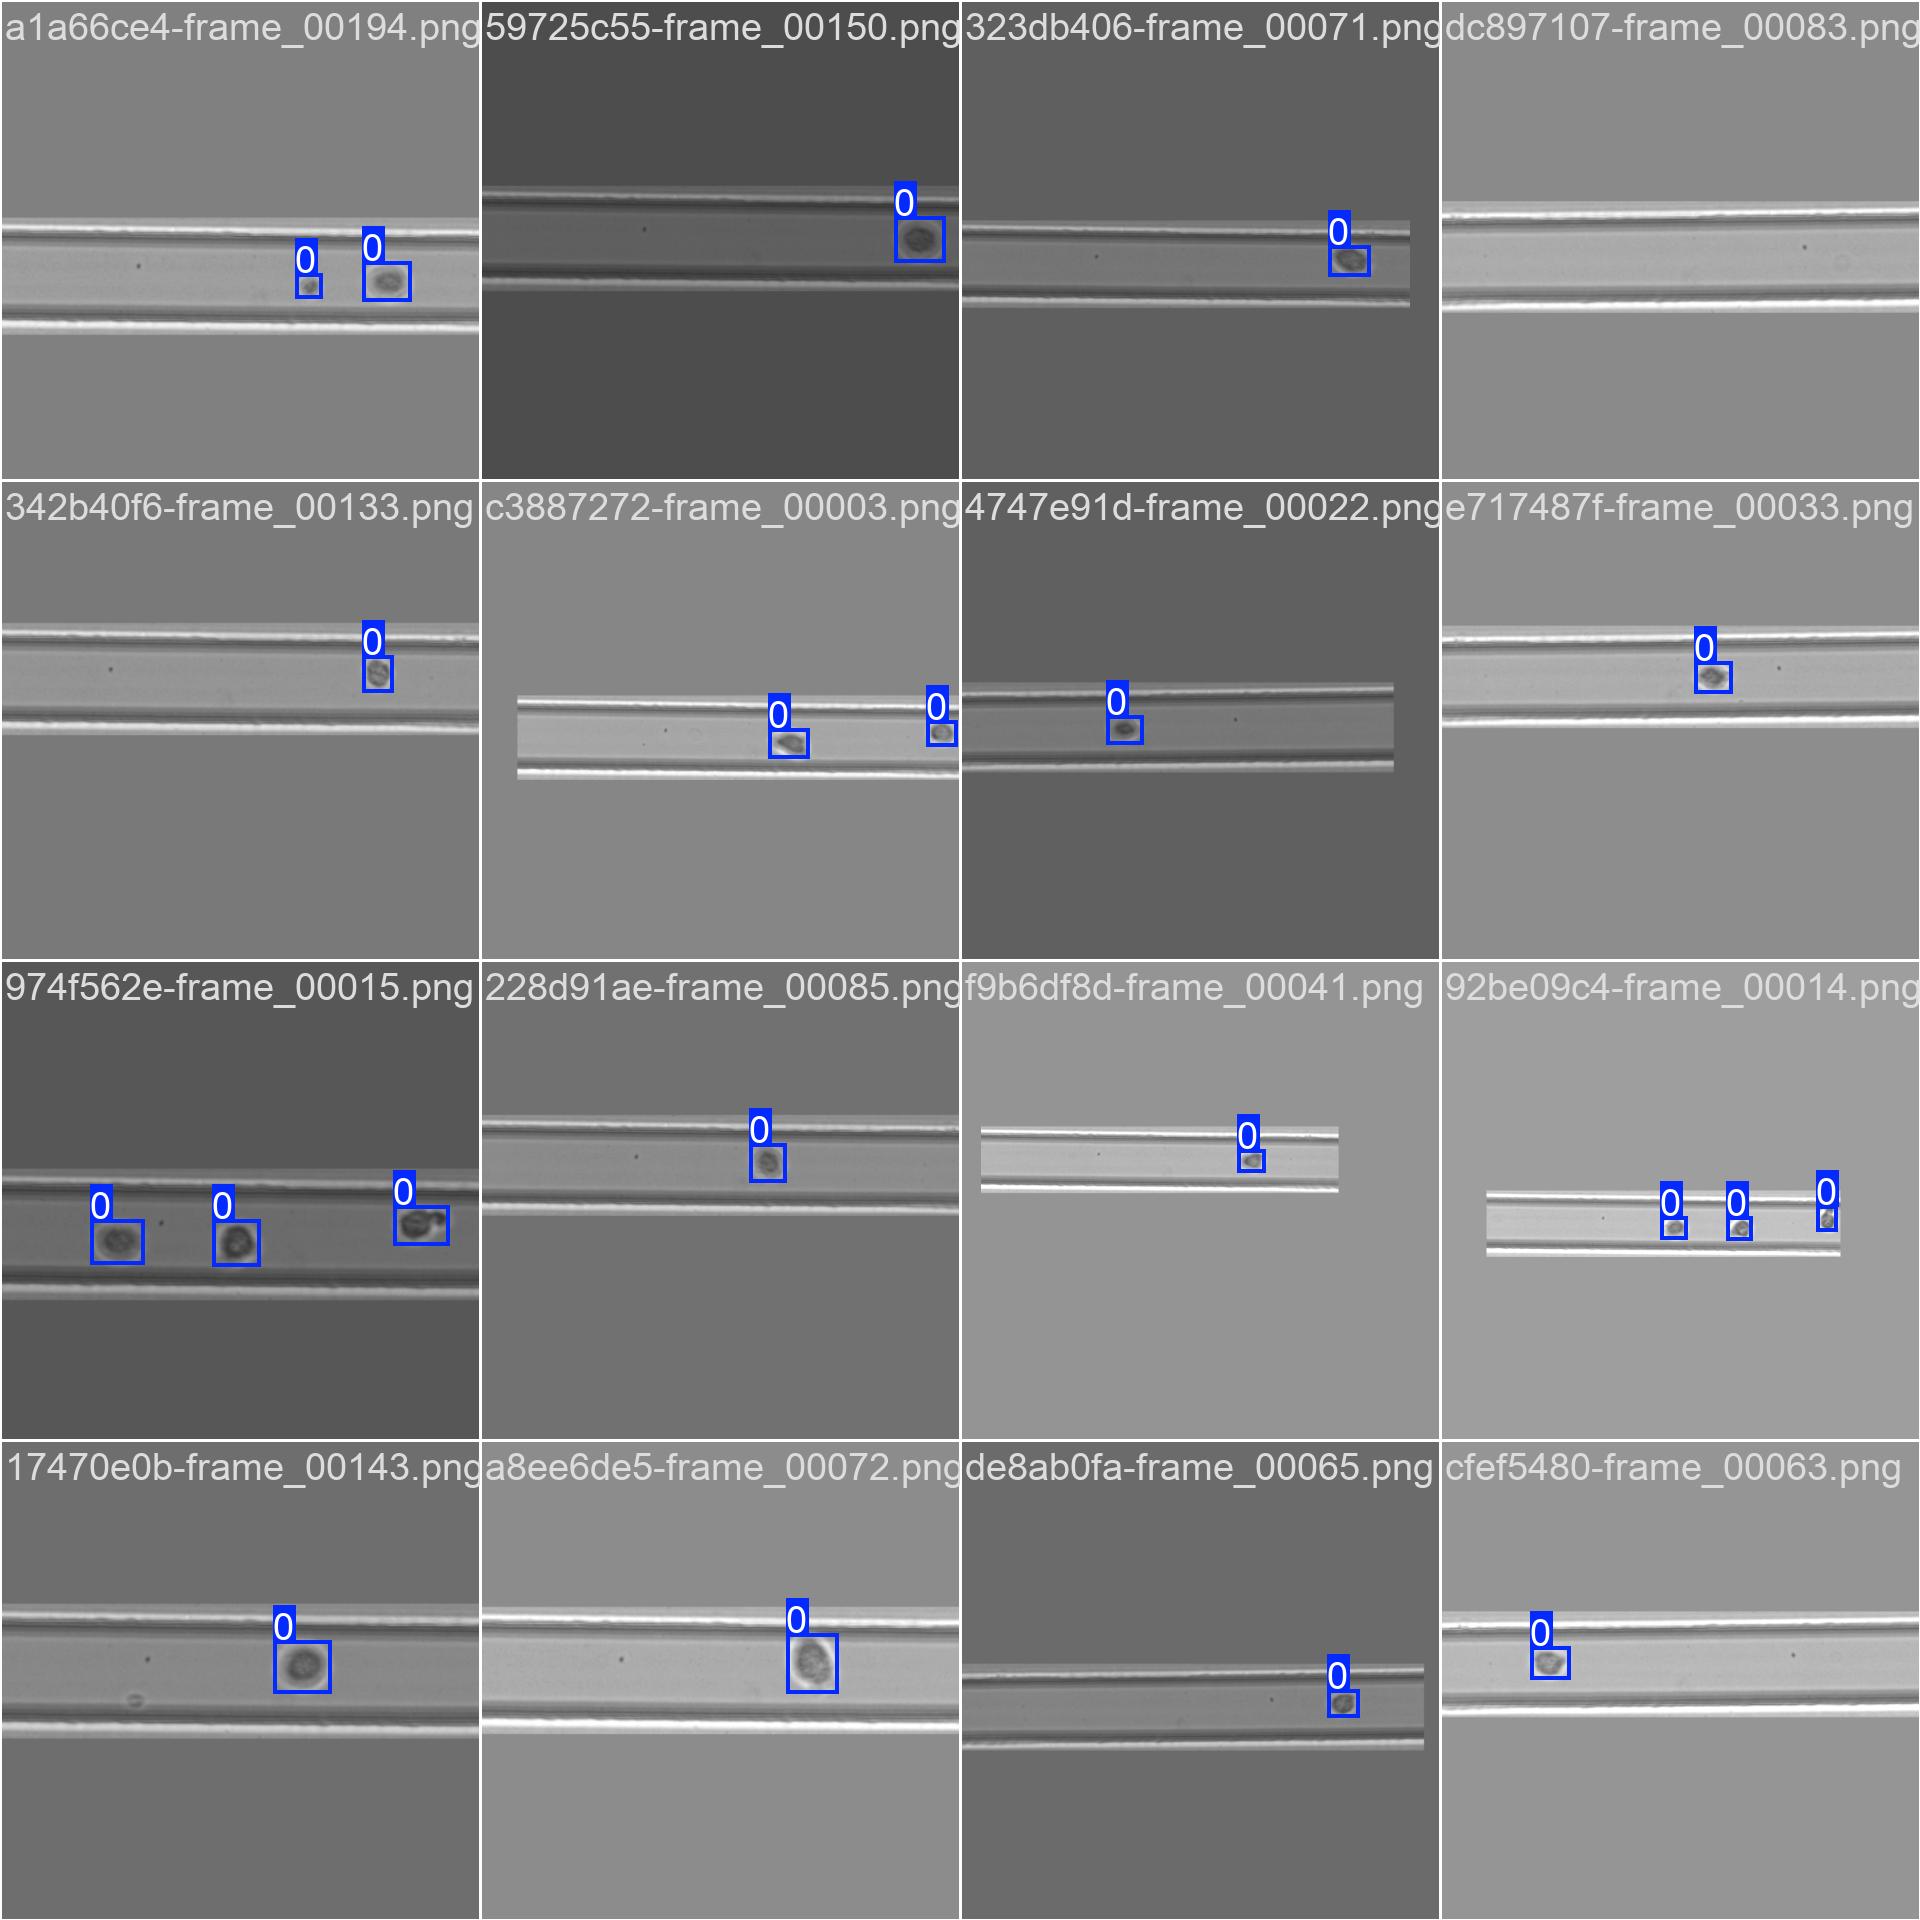 a1a66ce4-frame_00194.png
59725c55-frame_00150.png
323db406-frame_00071.png
dc897107-frame_00083.png
0
0
0
0
342b40f6-frame_00133.png
c3887272-frame_00003.png
4747e91d-frame_00022.png
e717487f-frame_00033.png
0
0
0
0
0
974f562e-frame_00015.png
228d91ae-frame_00085.png
f9b6df8d-frame_00041.png
92be09c4-frame_00014.png
0
0
0
0
0
0
0
0
17470e0b-frame_00143.png
a8ee6de5-frame_00072.png
de8ab0fa-frame_00065.png
cfef5480-frame_00063.png
0
0
0
0